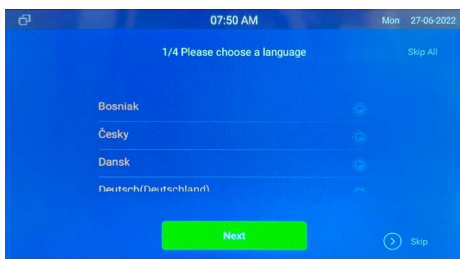 07:50 AM
Mon 27-06-2022
1/4 Please choose a language
Skip All
Bosniak
Česky
Dansk
Deutsch(Deutschland)
Next
Skip